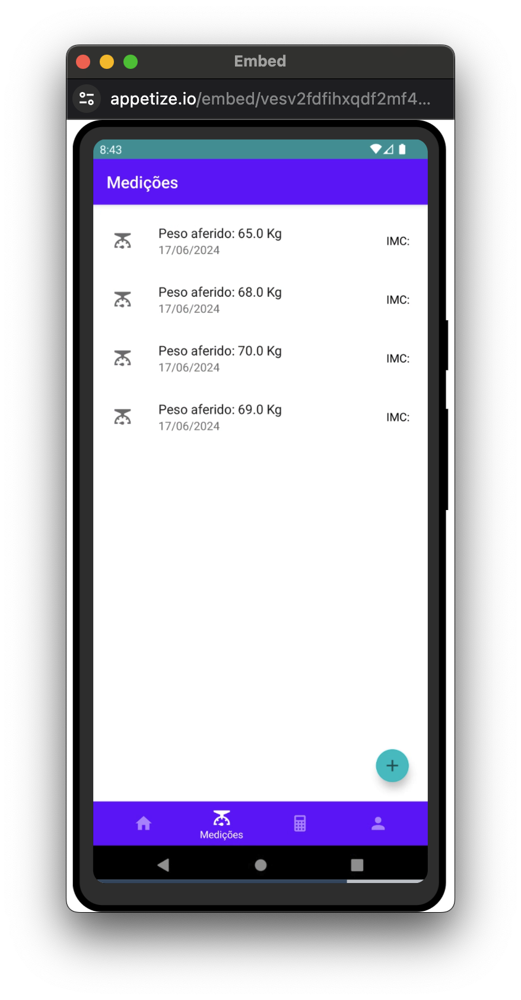 Embed
appetize.io/embed/vesv2fdfihxqdf2mf4...
8:43
Medições
Peso aferido: 65.0 Kg
17/06/2024
IMC:
Peso aferido: 68.0 Kg
17/06/2024
IMC:
Peso aferido: 70.0 Kg
17/06/2024
IMC:
Peso aferido: 69.0 Kg
17/06/2024
IMC:
Medições